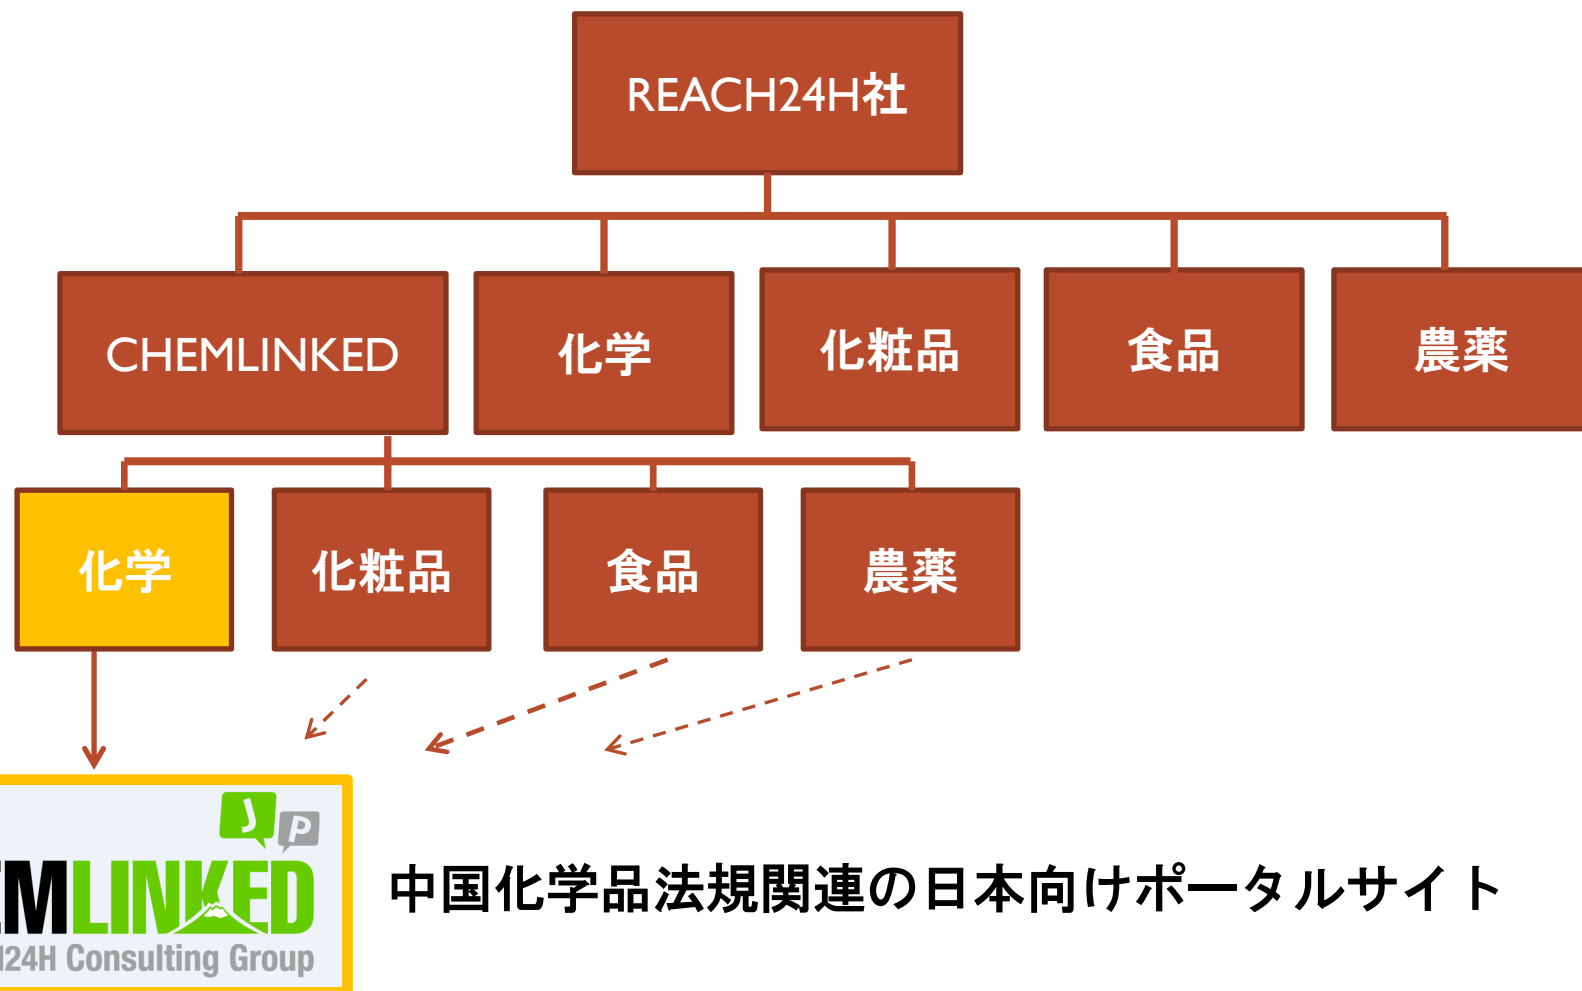 REACH24H社
CHEMLINKED
化学
化粧品
食品
農薬
化学
化粧品
食品
農薬
J P
EMLINKED
H24H Consulting Group
中国化学品法規関連の日本向けポータルサイト